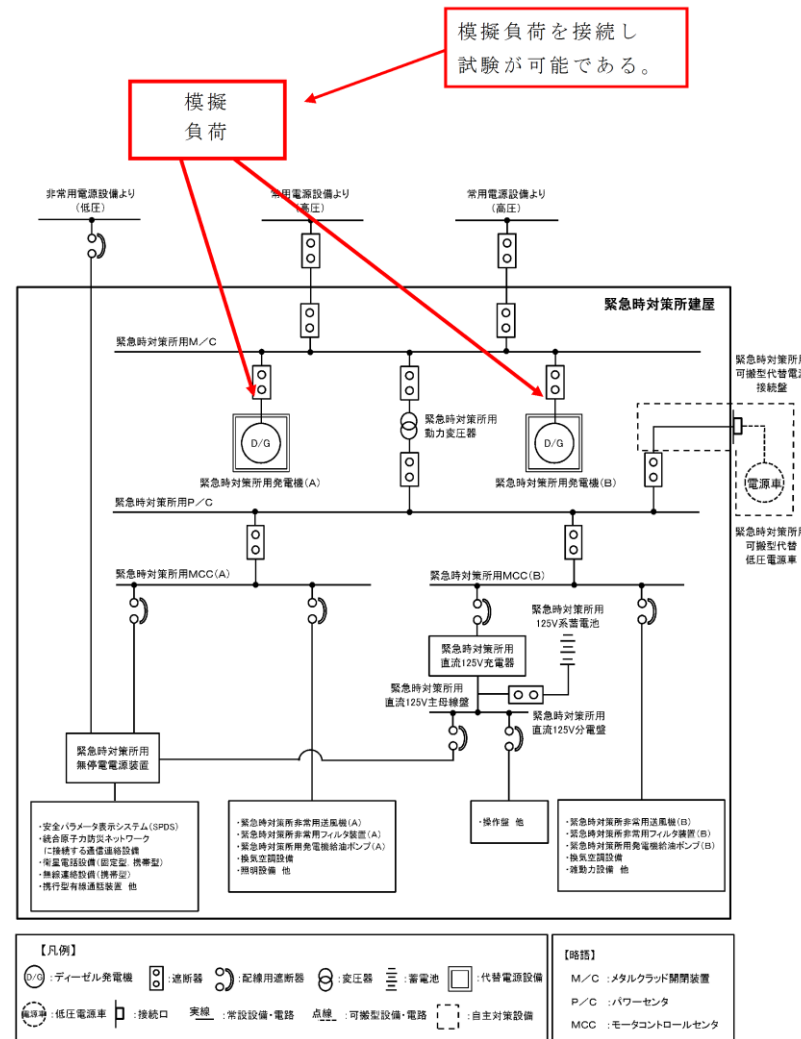 模擬負荷を接続し
試験が可能である。
模擬
負荷
非常用電源設備より
(低圧)
常用電源設備より
(高圧)
常用電源設備より
(高圧)
緊急時対策所建屋
緊急時対策所用M/C
緊急時対策所用
動力変圧器
D/G
緊急時対策所用発電機(A)
D/G
緊急時対策所用発電機(B)
緊急時対策所用
可搬型代替電源
接続盤
電源車
緊急時対策所用
可搬型代替
低圧電源車
緊急時対策所用P/C
緊急時対策所用MCC(A)
緊急時対策所用MCC(B)
緊急時対策所用
125V系蓄電池
緊急時対策所用
直流125V充電器
緊急時対策所用
直流125V主母線盤
緊急時対策所用
直流125V分電盤
緊急時対策所用
無停電電源装置
・安全パラメータ表示システム(SPDS)
・統合原子力防災ネットワーク
に接続する通信連絡設備
・衛星電話設備(固定型、携帯型)
・無線連絡設備(携帯型)
・携行型有線通話装置 他
・緊急時対策所非常用送風機(A)
・緊急時対策所非常用フィルタ装置(A)
・緊急時対策所用発電機給油ポンプ(A)
・換気空調設備
・照明設備 他
・操作盤 他
・緊急時対策所非常用送風機(B)
・緊急時対策所非常用フィルタ装置(B)
・緊急時対策所用発電機給油ポンプ(B)
・換気空調設備
・雑動力設備 他
【凡例】
D/G :ディーゼル発電機 :遮断器 :配線用遮断器 :変圧器 :蓄電池 :代替電源設備
電源車 :低圧電源車 :接続口 実線 :常設設備・電路 点線 :可搬型設備・電路 :自主対策設備
【略語】
M/C :メタルクラッド開閉装置
P/C :パワーセンタ
MCC :モータコントロールセンタ